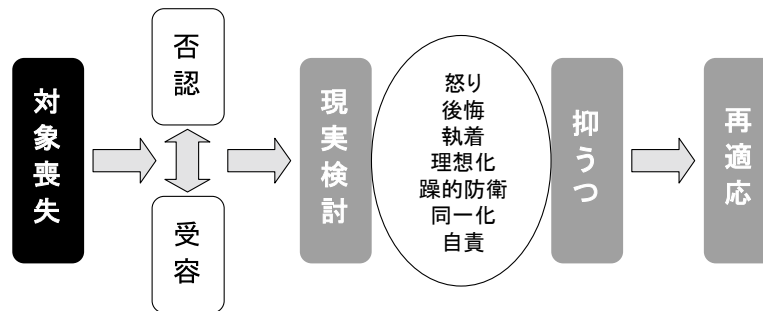 対象喪失
否認
受容
現実検討
怒り
後悔
執着
理想化
躁的防衛
同一化
自責
抑うつ
再適応